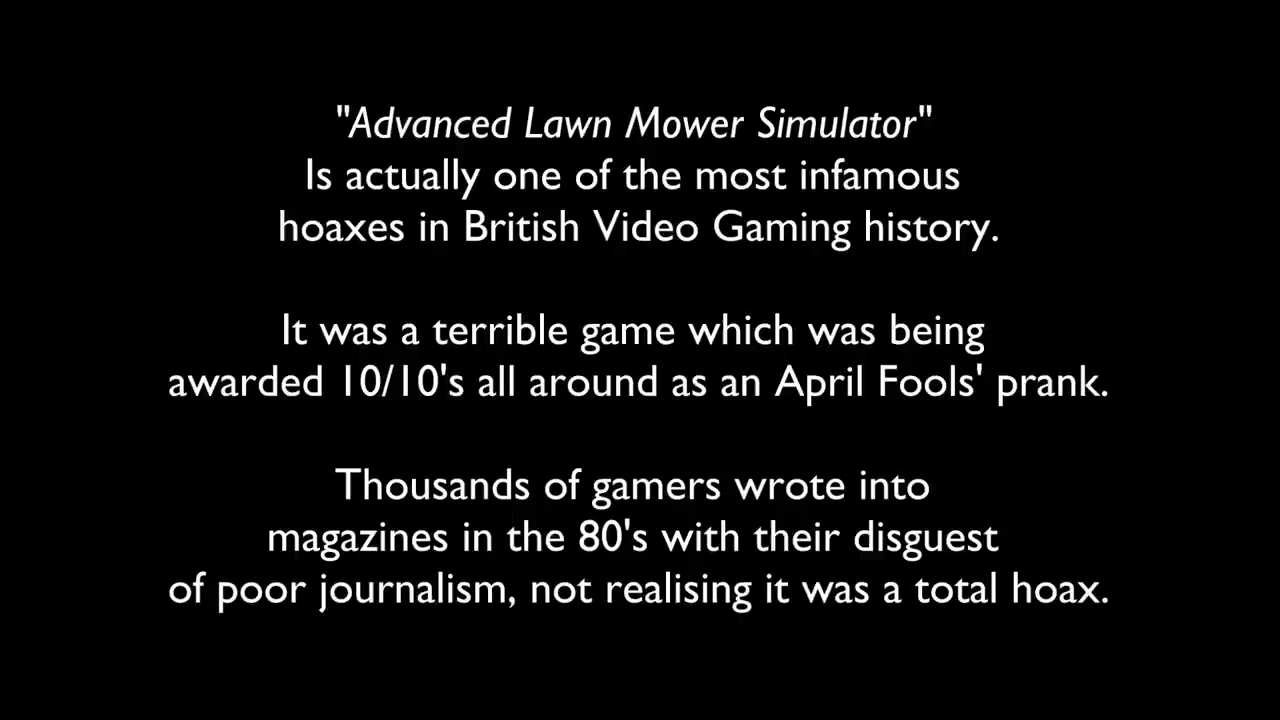 "Advanced Lawn Mower Simulator"
Is actually one of the most infamous
hoaxes in British Video Gaming history.
It was a terrible game which was being
awarded 10/10's all around as an April Fools' prank.
Thousands of gamers wrote into
magazines in the 80's with their disguest
of poor journalism, not realising it was a total hoax.